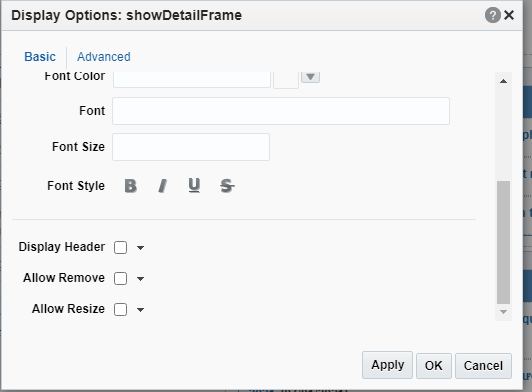 Display Options: showDetailFrame ?
Basic Advanced
Font Color
Font
Font Size
Font Style B I U S
Display Header
Allow Remove
Allow Resize
Apply OK Cancel